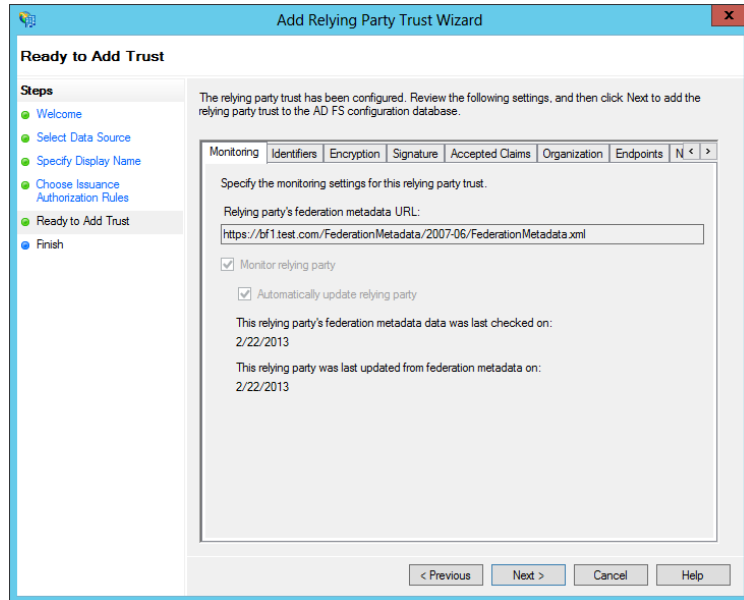 Add Relying Party Trust Wizard
x
Ready to Add Trust
Steps
Welcome
Select Data Source
Specify Display Name
Choose Issuance
Authorization Rules
Ready to Add Trust
Finish
The relying party trust has been configured. Review the following settings, and then click Next to add the
relying party trust to the AD FS configuration database.
Monitoring Identifiers Encryption Signature Accepted Claims Organization Endpoints N < >
Specify the monitoring settings for this relying party trust.
Relying party's federation metadata URL:
https://bf1.test.com/FederationMetadata/2007-06/FederationMetadata.xml
Monitor relying party
Automatically update relying party
This relying party's federation metadata data was last checked on:
2/22/2013
This relying party was last updated from federation metadata on:
2/22/2013
< Previous Next > Cancel Help